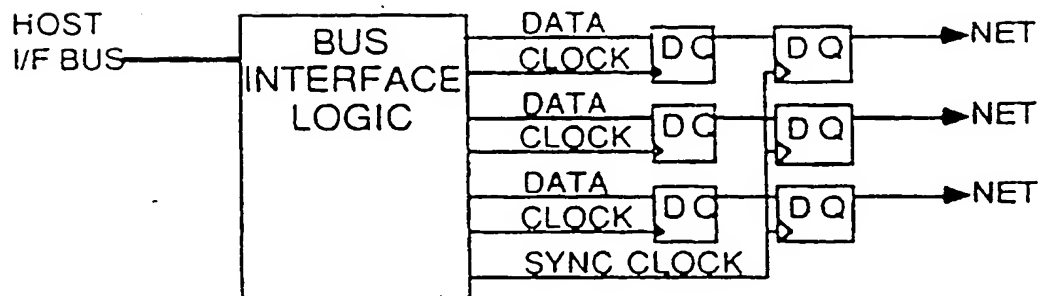 HOST
I/F BUS
BUS
INTERFACE
LOGIC
DATA
CLOCK
D Q
D Q
NET
DATA
CLOCK
D Q
D Q
NET
DATA
CLOCK
D Q
D Q
NET
SYNC CLOCK